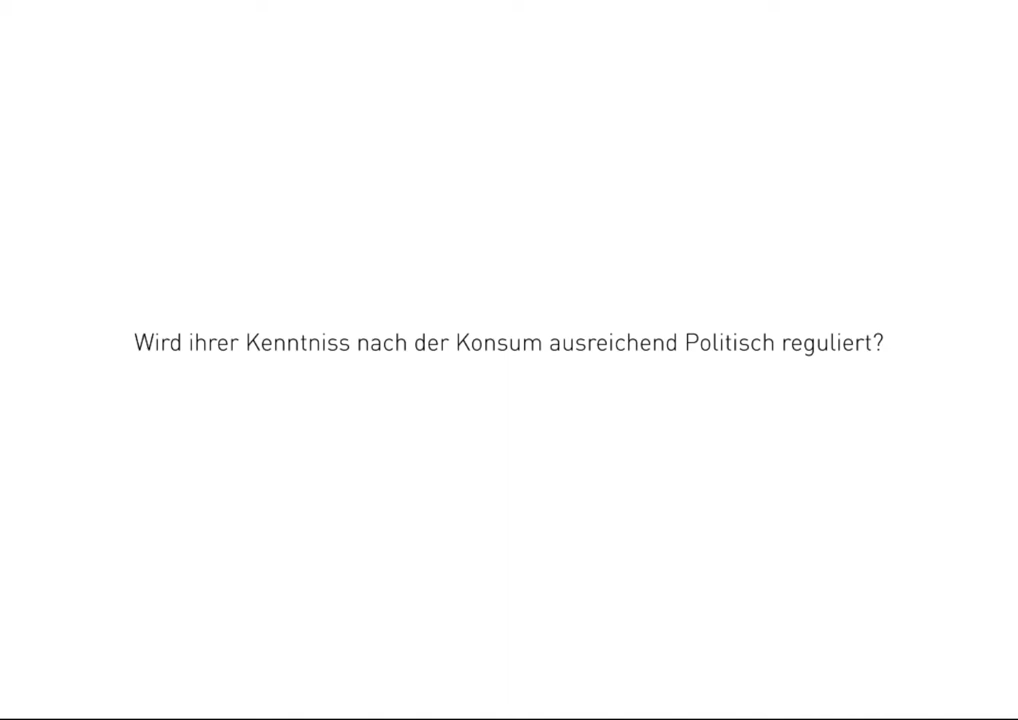 Wird ihrer Kenntniss nach der Konsum ausreichend Politisch reguliert?